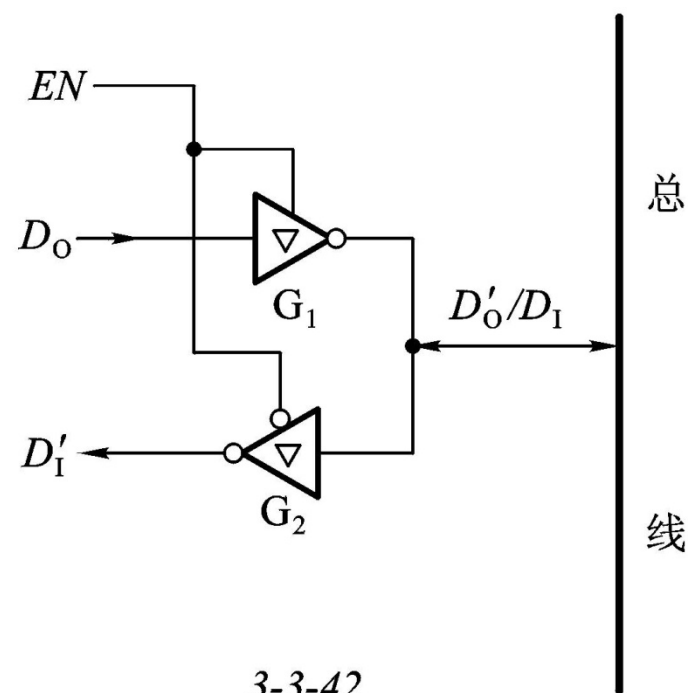 EN
总
D_O
G_1
D'_O/D_I
D'_I
G_2
线
3-3-42